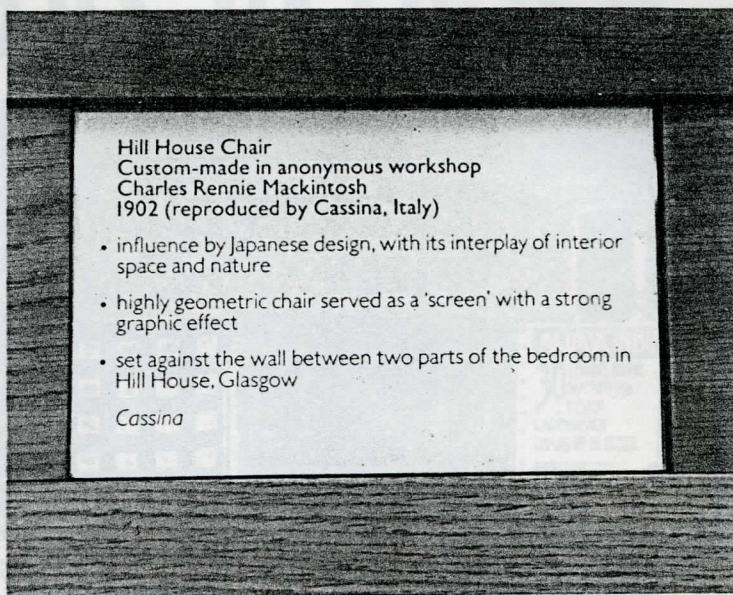 Hill House Chair
Custom-made in anonymous workshop
Charles Rennie Mackintosh
1902 (reproduced by Cassina, Italy)
• influence by Japanese design, with its interplay of interior
space and nature
• highly geometric chair served as a 'screen' with a strong
graphic effect
• set against the wall between two parts of the bedroom in
Hill House, Glasgow
Cassina